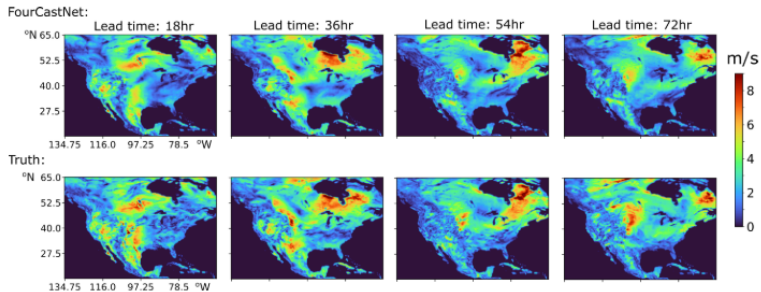 FourCastNet:
Lead time: 18hr Lead time: 36hr Lead time: 54hr Lead time: 72hr
°N 65.0
52.5
40.0
27.5
134.75 116.0 97.25 78.5 °W
m/s
8
6
4
2
0
Truth:
°N 65.0
52.5
40.0
27.5
134.75 116.0 97.25 78.5 °W